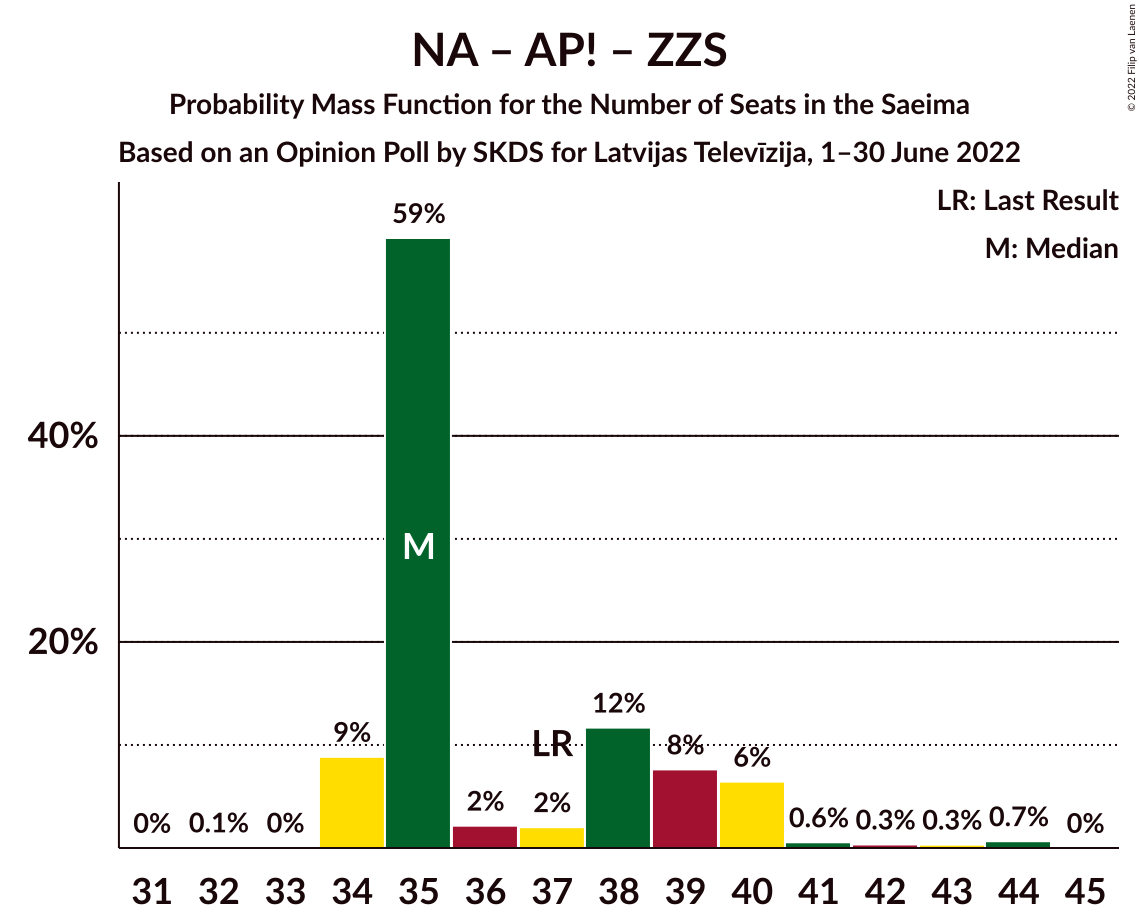 NA – AP! – ZZS
Probability Mass Function for the Number of Seats in the Saeima
Based on an Opinion Poll by SKDS for Latvijas Televīzija, 1–30 June 2022
© 2022 Filip van Laenen
LR: Last Result
M: Median
40%
20%
0%
0.1%
0%
9%
59%
M
2%
LR
2%
12%
8%
6%
0.6%
0.3%
0.3%
0.7%
0%
31 32 33 34 35 36 37 38 39 40 41 42 43 44 45